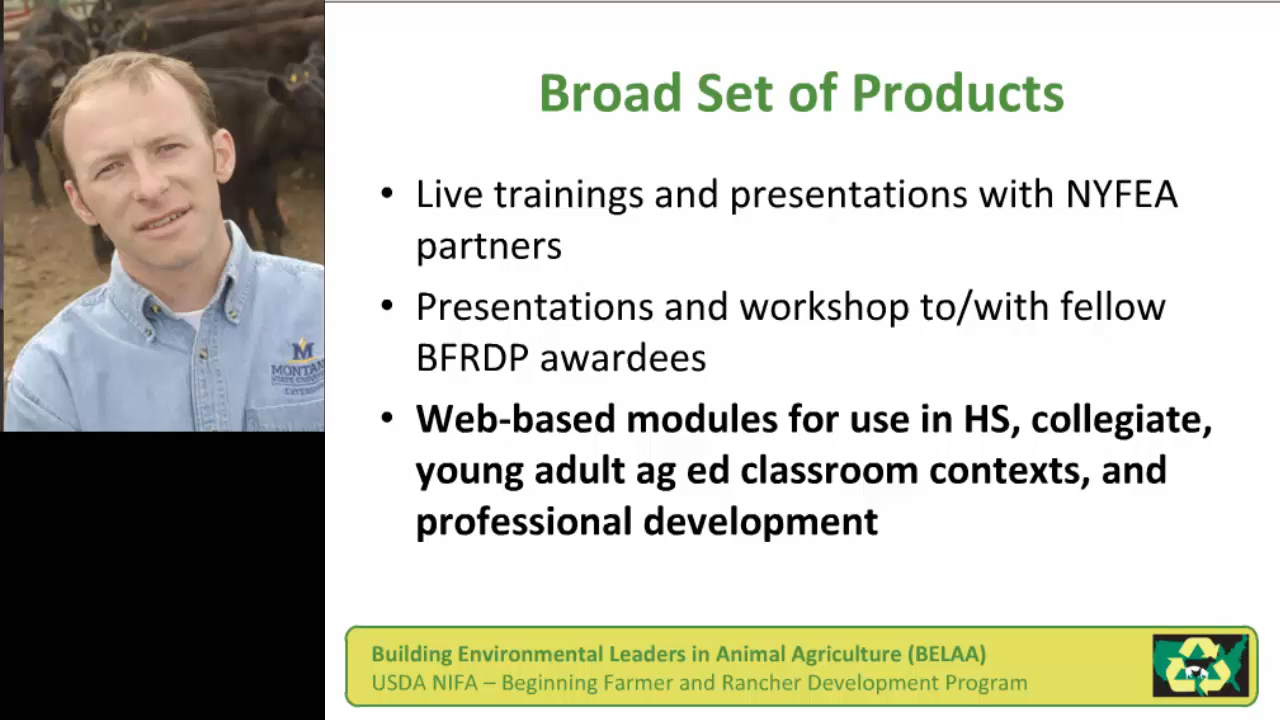 Broad Set of Products
• Live trainings and presentations with NYFEA
partners
• Presentations and workshop to/with fellow
BFRDP awardees
• Web-based modules for use in HS, collegiate,
young adult ag ed classroom contexts, and
professional development
Building Environmental Leaders in Animal Agriculture (BELAA)
USDA NIFA – Beginning Farmer and Rancher Development Program
M
MONTAN